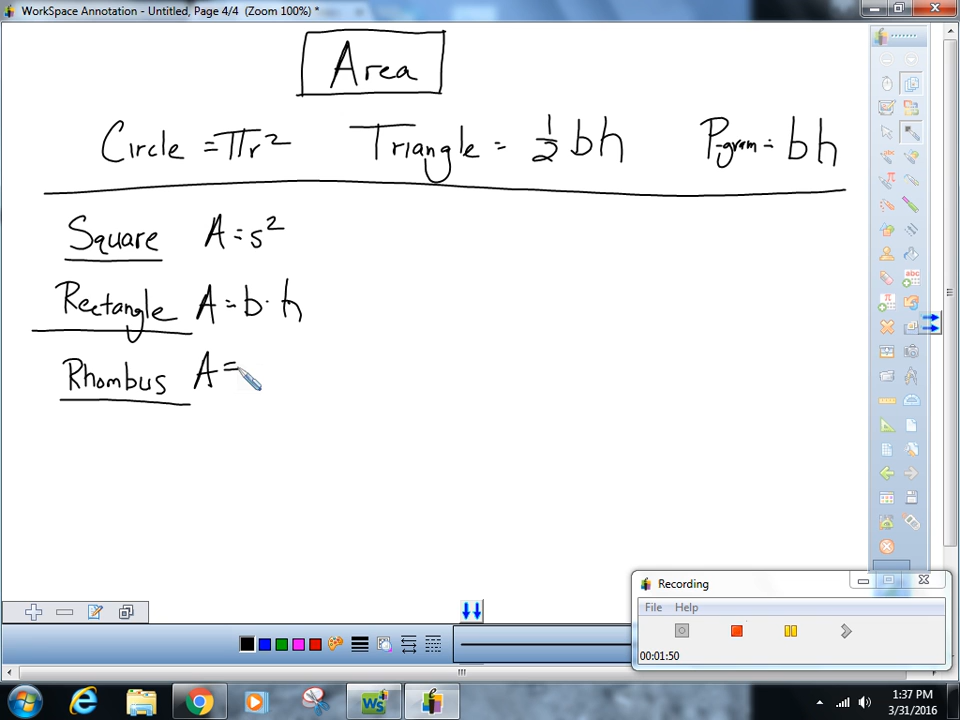 WorkSpace Annotation - Untitled, Page 4/4 (Zoom 100%) *
Area
Circle = πr² Triangle = 1/2 bh P-gram = bh
Square A = s²
Rectangle A = b · h
Rhombus A =
Recording
File Help
00:01:50
1:37 PM
3/31/2016